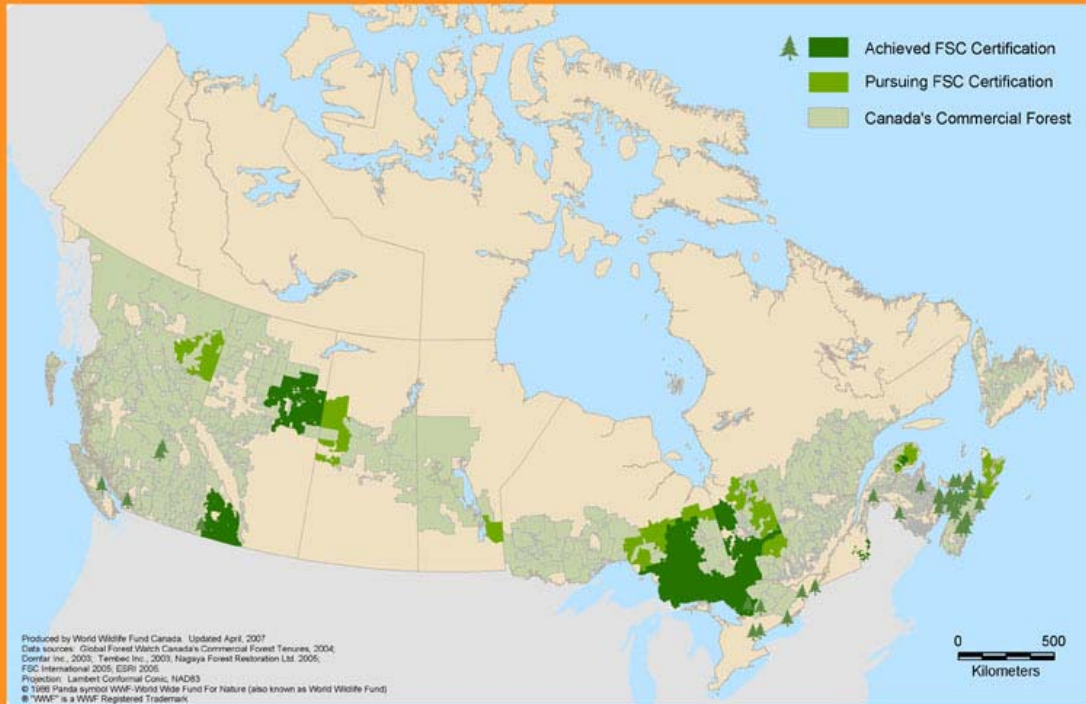 Achieved FSC Certification
Pursuing FSC Certification
Canada's Commercial Forest
0 500
Kilometers
Produced by World Wildlife Fund Canada. Updated April, 2007
Data sources: Global Forest Watch Canada's Commercial Forest Tenures, 2004;
Domtar Inc., 2003; Tembec Inc., 2003; Nagaya Forest Restoration Ltd. 2005;
FSC International 2005; ESRI 2005.
Projection: Lambert Conformal Conic, NAD83
© 1986 Panda symbol WWF-World Wide Fund For Nature (also known as World Wildlife Fund)
® "WWF" is a WWF Registered Trademark